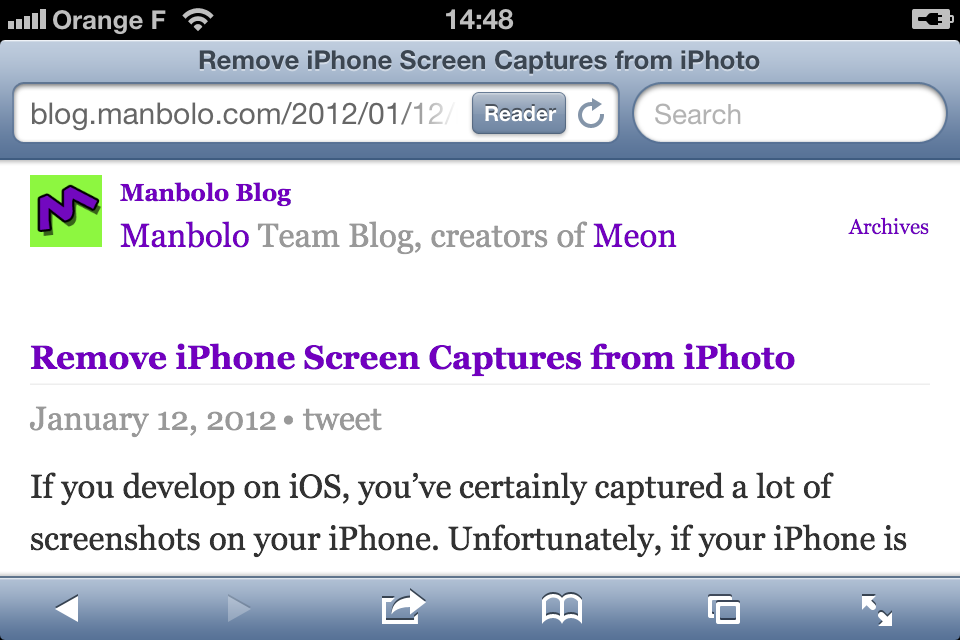 Orange F 14:48
Remove iPhone Screen Captures from iPhoto
blog.manbolo.com/2012/01/12/ Reader Search
Manbolo Blog
Manbolo Team Blog, creators of Meon
Archives
Remove iPhone Screen Captures from iPhoto
January 12, 2012 • tweet
If you develop on iOS, you’ve certainly captured a lot of
screenshots on your iPhone. Unfortunately, if your iPhone is